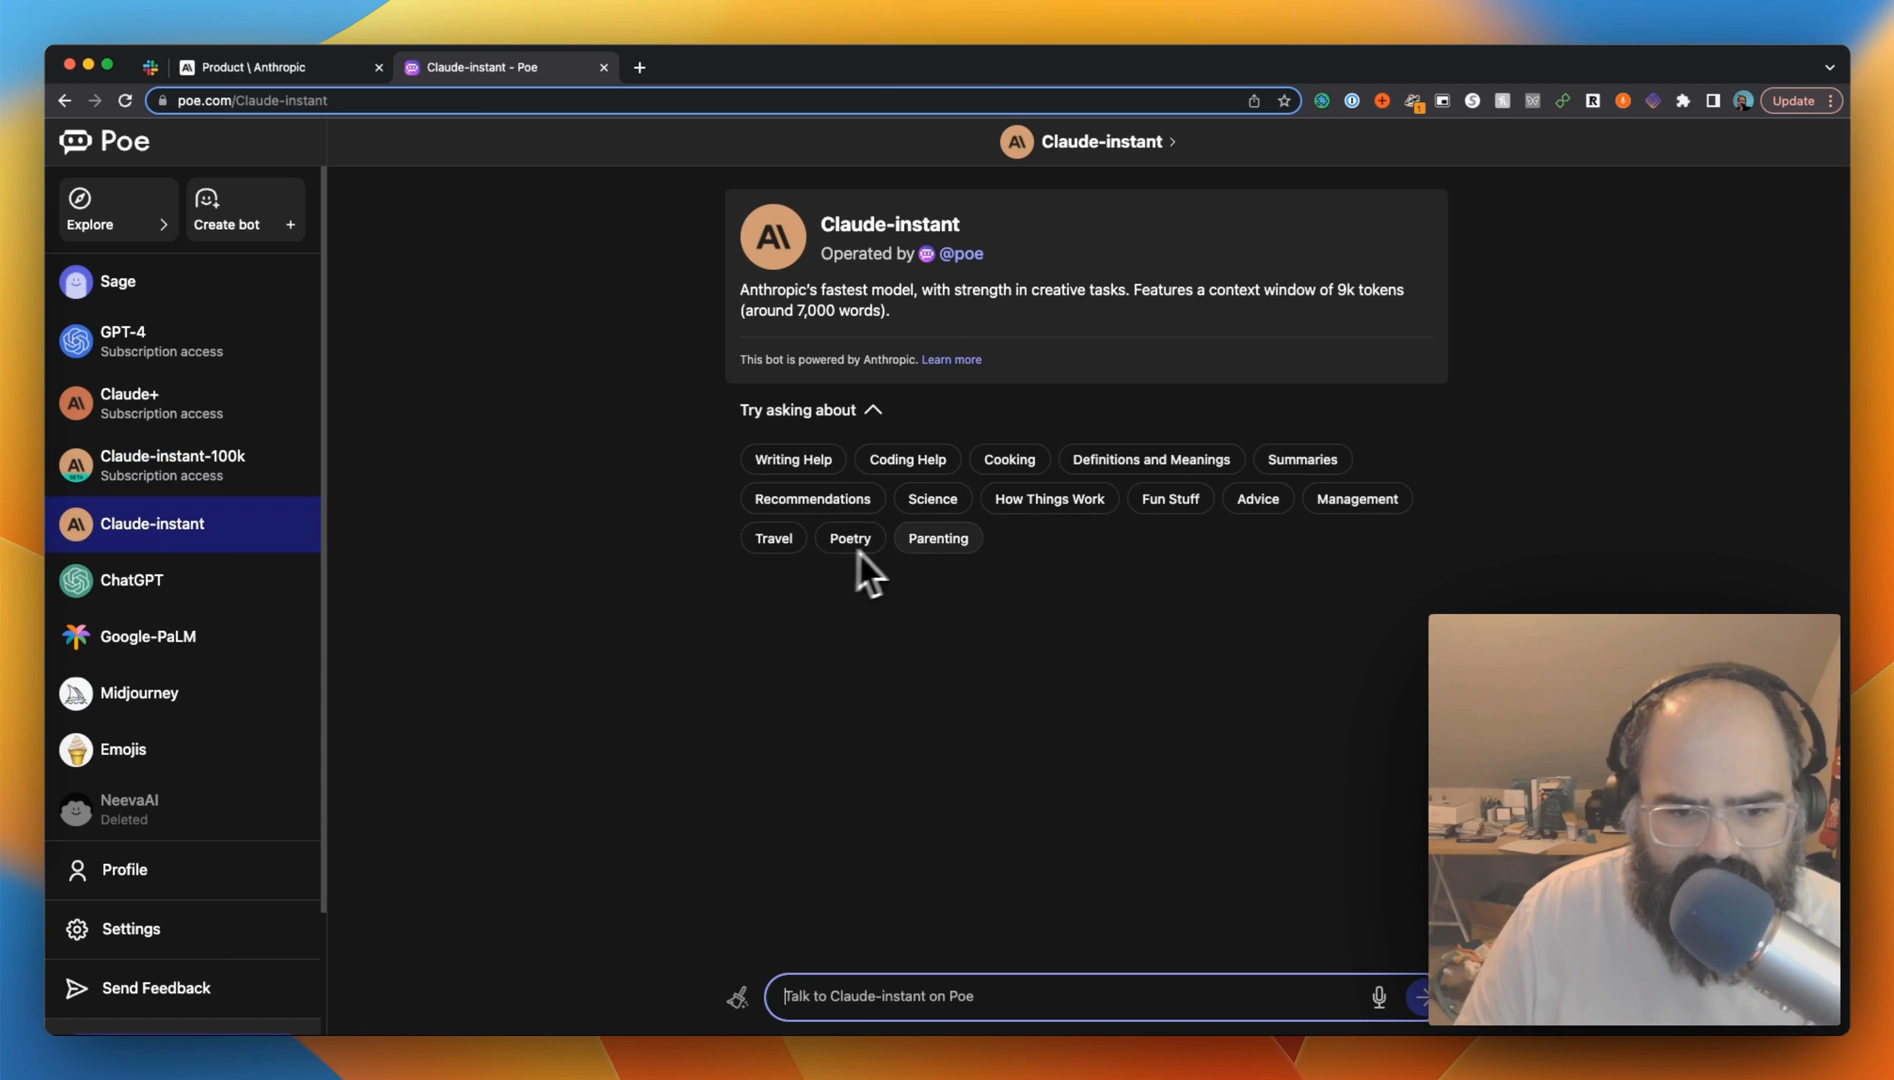 Product \ Anthropic
Claude-instant - Poe
poe.com/Claude-instant
Update
Poe
Claude-instant
Explore
Create bot
Sage
GPT-4
Subscription access
Claude+
Subscription access
Claude-instant-100k
Subscription access
BETA
Claude-instant
ChatGPT
Google-PaLM
Midjourney
Emojis
NeevaAI
Deleted
Profile
Settings
Send Feedback
Claude-instant
Operated by @poe
Anthropic's fastest model, with strength in creative tasks. Features a context window of 9k tokens
(around 7,000 words).
This bot is powered by Anthropic. Learn more
Try asking about
Writing Help Coding Help Cooking Definitions and Meanings Summaries
Recommendations Science How Things Work Fun Stuff Advice Management
Travel Poetry Parenting
Talk to Claude-instant on Poe